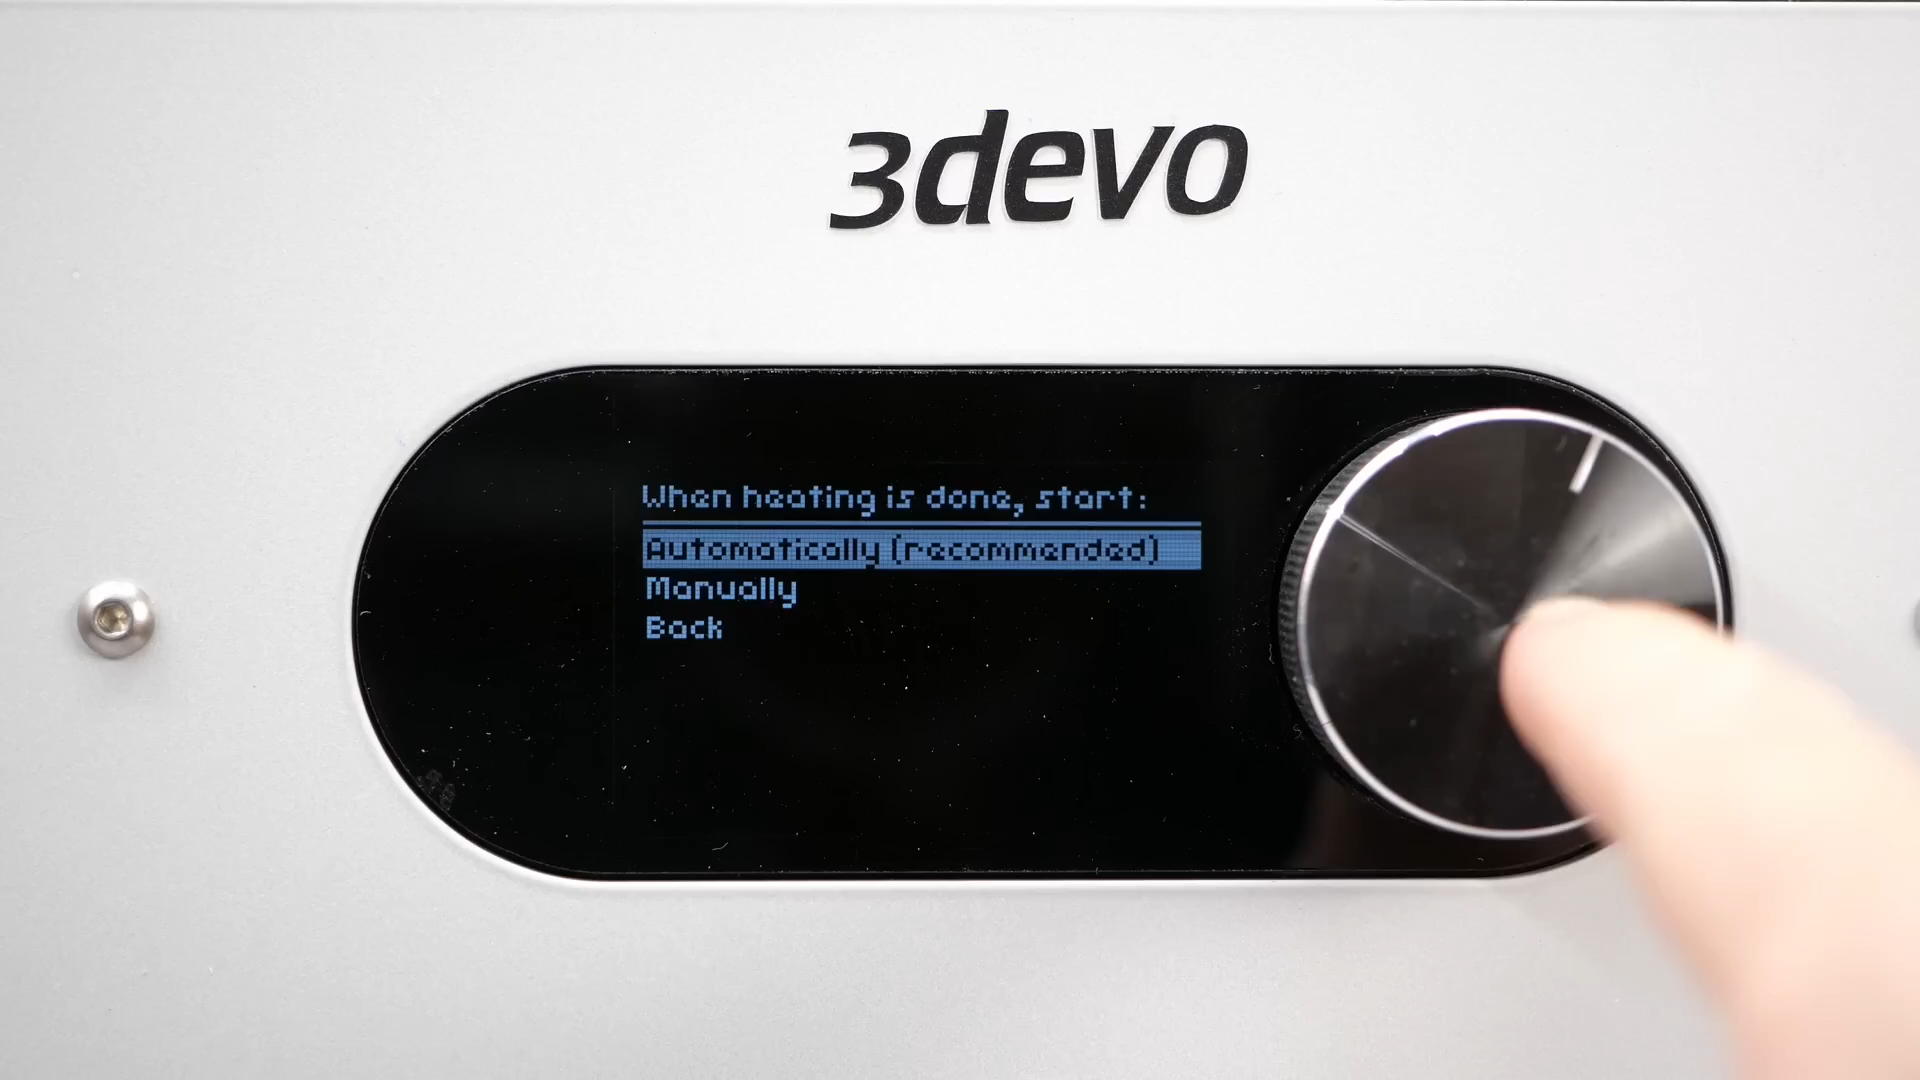 3devo
When heating is done, start:
Automatically (recommended)
Manually
Back